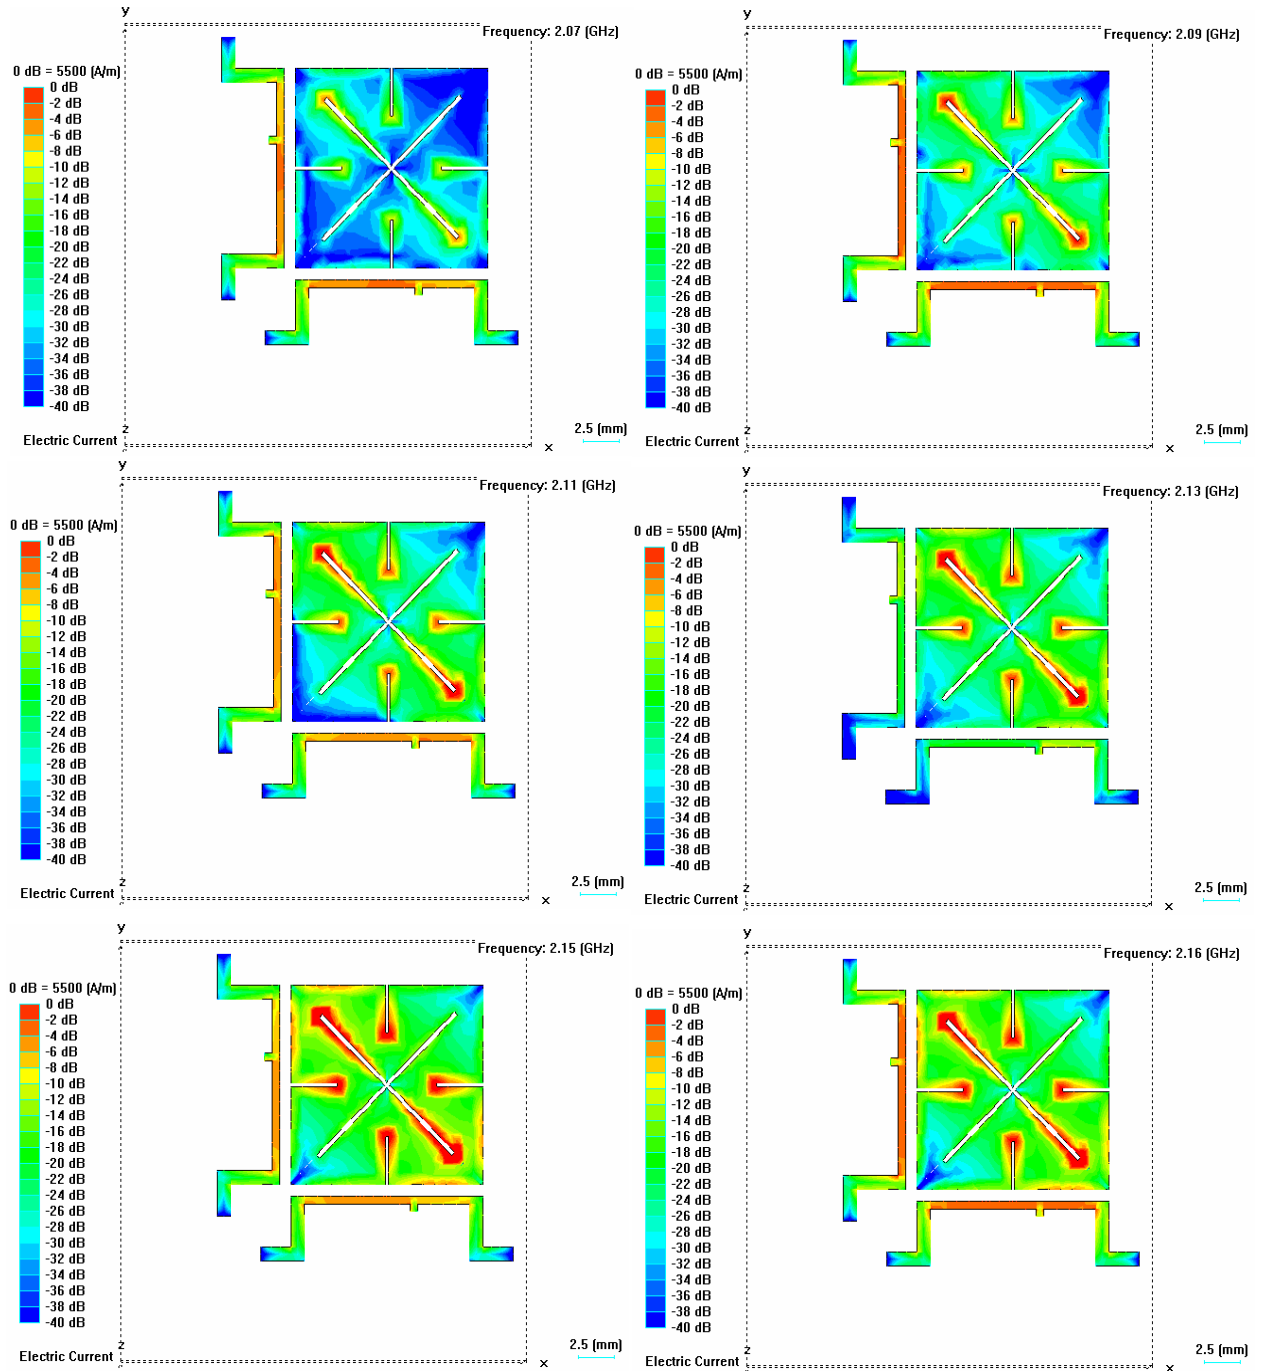 y
Frequency: 2.07 (GHz)
0 dB = 5500 (A/m)
0 dB
-2 dB
-4 dB
-6 dB
-8 dB
-10 dB
-12 dB
-14 dB
-16 dB
-18 dB
-20 dB
-22 dB
-24 dB
-26 dB
-28 dB
-30 dB
-32 dB
-34 dB
-36 dB
-38 dB
-40 dB
Electric Current
z
x
2.5 (mm)
y
Frequency: 2.09 (GHz)
0 dB = 5500 (A/m)
0 dB
-2 dB
-4 dB
-6 dB
-8 dB
-10 dB
-12 dB
-14 dB
-16 dB
-18 dB
-20 dB
-22 dB
-24 dB
-26 dB
-28 dB
-30 dB
-32 dB
-34 dB
-36 dB
-38 dB
-40 dB
Electric Current
z
x
2.5 (mm)
y
Frequency: 2.11 (GHz)
0 dB = 5500 (A/m)
0 dB
-2 dB
-4 dB
-6 dB
-8 dB
-10 dB
-12 dB
-14 dB
-16 dB
-18 dB
-20 dB
-22 dB
-24 dB
-26 dB
-28 dB
-30 dB
-32 dB
-34 dB
-36 dB
-38 dB
-40 dB
Electric Current
z
x
2.5 (mm)
y
Frequency: 2.13 (GHz)
0 dB = 5500 (A/m)
0 dB
-2 dB
-4 dB
-6 dB
-8 dB
-10 dB
-12 dB
-14 dB
-16 dB
-18 dB
-20 dB
-22 dB
-24 dB
-26 dB
-28 dB
-30 dB
-32 dB
-34 dB
-36 dB
-38 dB
-40 dB
Electric Current
z
x
2.5 (mm)
y
Frequency: 2.15 (GHz)
0 dB = 5500 (A/m)
0 dB
-2 dB
-4 dB
-6 dB
-8 dB
-10 dB
-12 dB
-14 dB
-16 dB
-18 dB
-20 dB
-22 dB
-24 dB
-26 dB
-28 dB
-30 dB
-32 dB
-34 dB
-36 dB
-38 dB
-40 dB
Electric Current
z
x
2.5 (mm)
y
Frequency: 2.16 (GHz)
0 dB = 5500 (A/m)
0 dB
-2 dB
-4 dB
-6 dB
-8 dB
-10 dB
-12 dB
-14 dB
-16 dB
-18 dB
-20 dB
-22 dB
-24 dB
-26 dB
-28 dB
-30 dB
-32 dB
-34 dB
-36 dB
-38 dB
-40 dB
Electric Current
z
x
2.5 (mm)